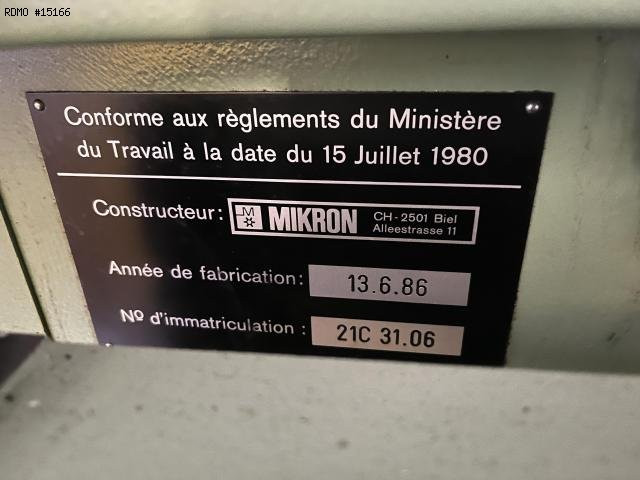 RDMO #15166
Conforme aux règlements du Ministère
du Travail à la date du 15 Juillet 1980
Constructeur: M MIKRON CH-2501 Biel
Alleestrasse 11
Année de fabrication: 13.6.86
Nº d'immatriculation : 21C 31.06